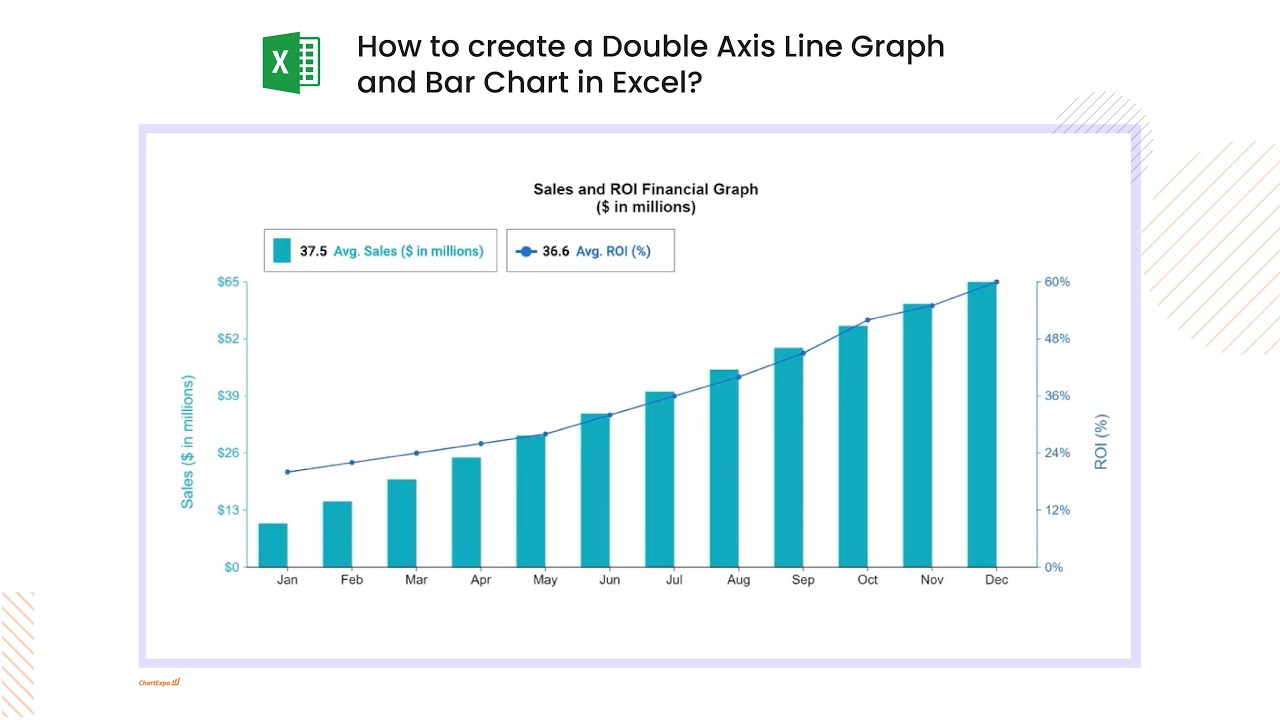 X
How to create a Double Axis Line Graph
and Bar Chart in Excel?
Sales and ROI Financial Graph
($ in millions)
37.5 Avg. Sales ($ in millions) 36.6 Avg. ROI (%)
$65 60%
$52 48%
$39 36%
$26 24%
$13 12%
$0 0%
Sales ($ in millions)
ROI (%)
Jan Feb Mar Apr May Jun Jul Aug Sep Oct Nov Dec
ChartExpo